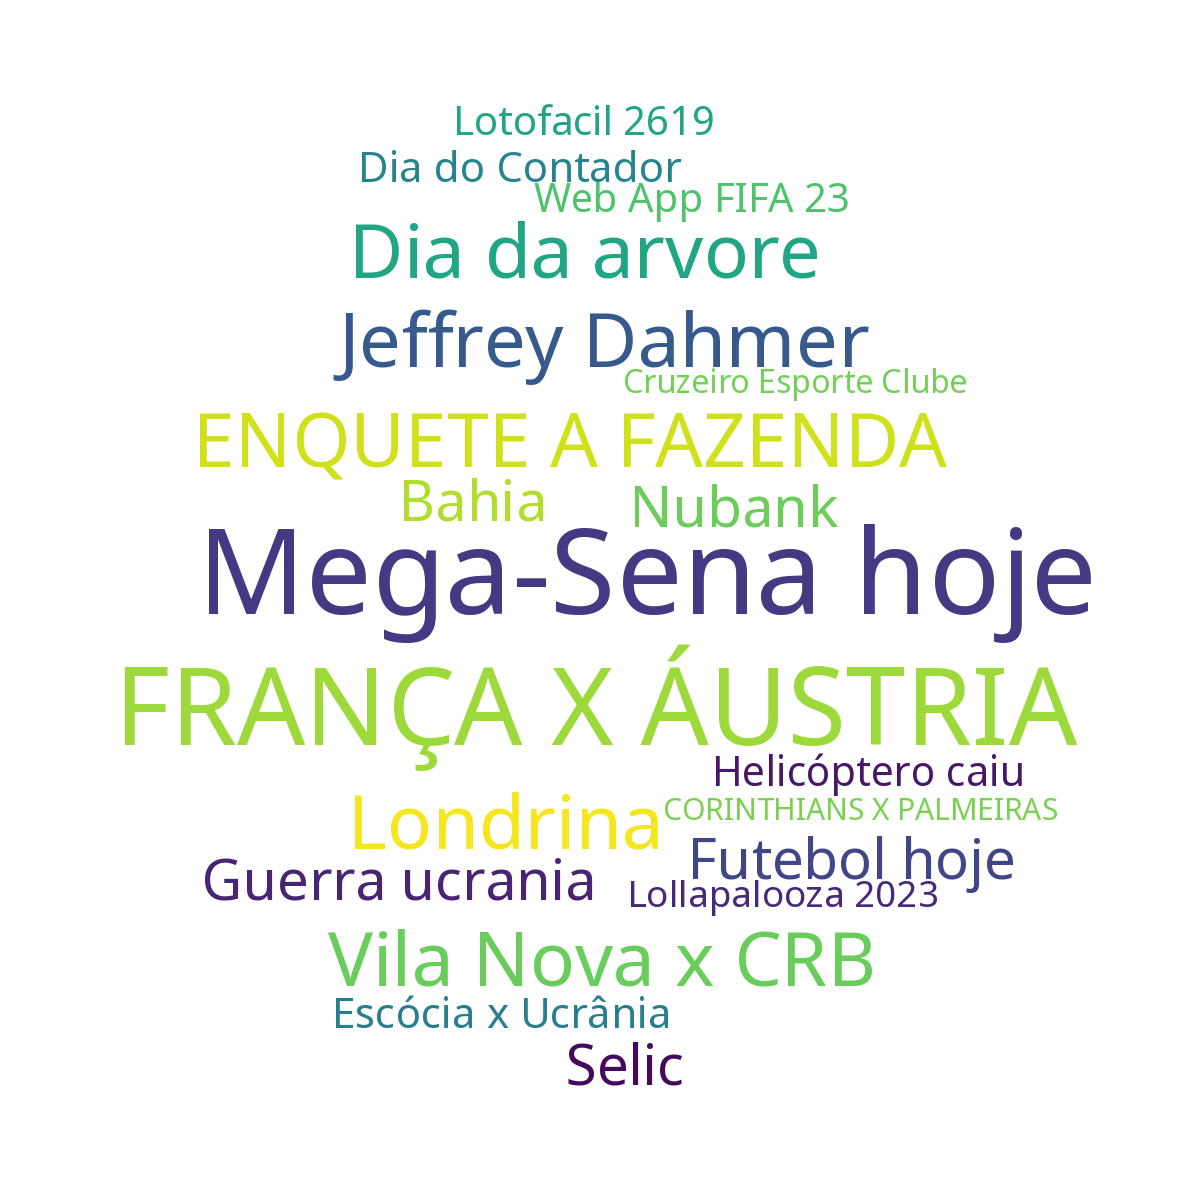 Lotofacil 2619
Dia do Contador
Web App FIFA 23
Dia da arvore
Jeffrey Dahmer
Cruzeiro Esporte Clube
ENQUETE A FAZENDA
Bahia
Nubank
Mega-Sena hoje
FRANÇA X ÁUSTRIA
Helicóptero caiu
Londrina
CORINTHIANS X PALMEIRAS
Futebol hoje
Guerra ucrania
Lollapalooza 2023
Vila Nova x CRB
Escócia x Ucrânia
Selic